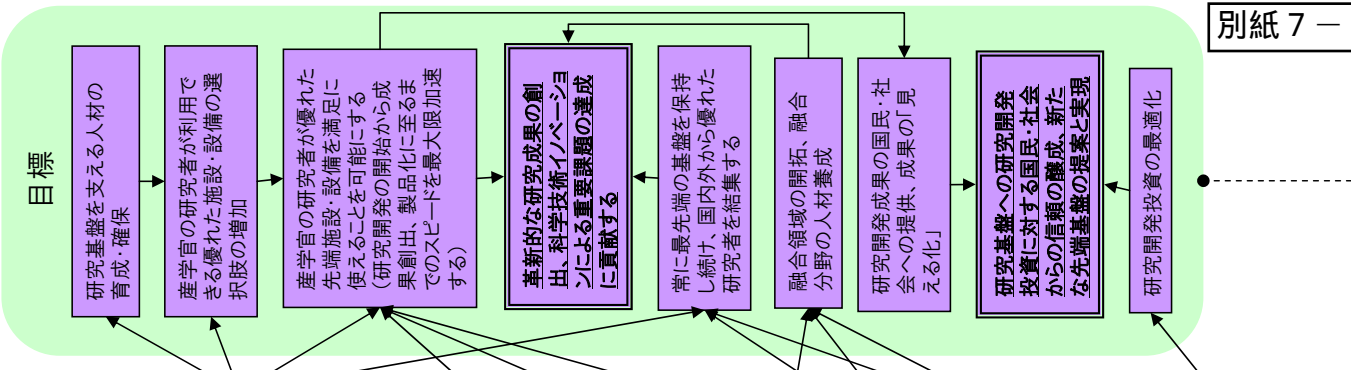 別紙７－
目標
研究基盤を支える人材の
育成・確保
産学官の研究者が利用で
きる優れた施設・設備の選
択肢の増加
産学官の研究者が優れた
先端施設・設備を満足に
使えることを可能にする
（研究開発の開始から成
果創出、製品化に至るま
でのスピードを最大限加速
する）
革新的な研究成果の創
出、科学技術イノベーショ
ンによる重要課題の達成
に貢献する
常に最先端の基盤を保持
し続け、国内外から優れた
研究者を結集する
融合領域の開拓、融合
分野の人材養成
研究開発成果の国民・社
会への提供、成果の「見
える化」
研究基盤への研究開発
投資に対する国民・社会
からの信頼の醸成、新た
な先端基盤の提案と実現
研究開発投資の最適化